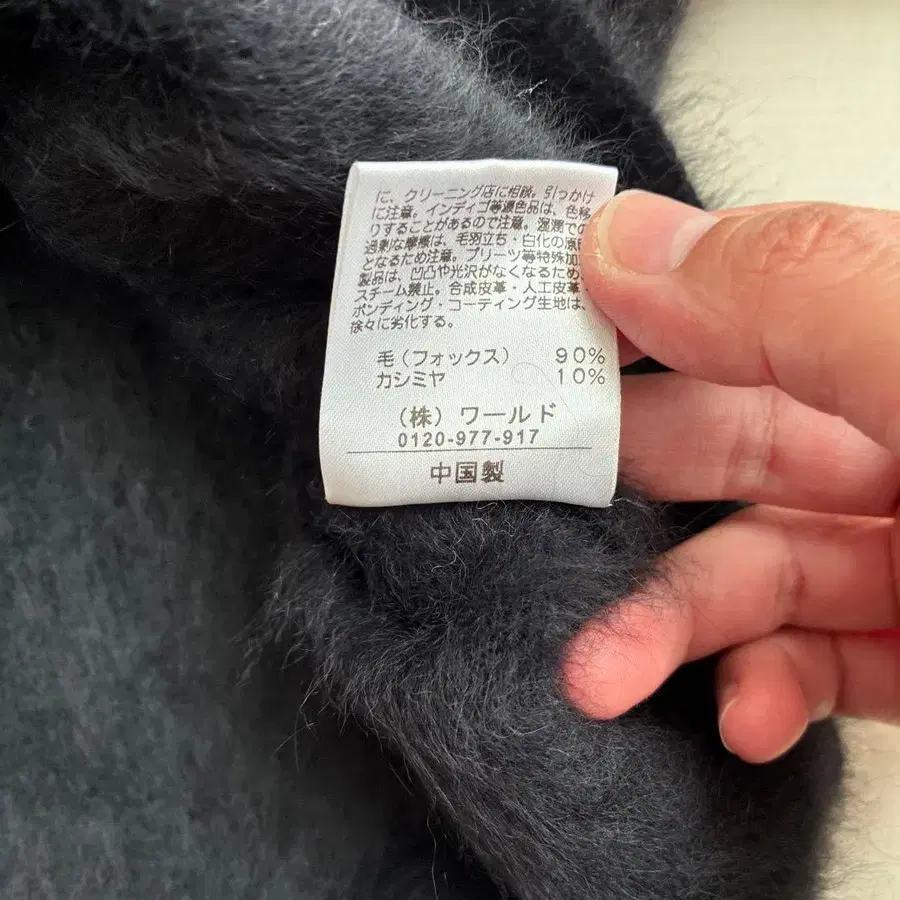 に、クリーニング店に相談。引っかけ
に注意。インディゴ等濃色品は、色移
りすることがあるので注意。湿潤での
過剰な摩擦は、毛羽立ち・白化の原因
となるため注意。プリーツ等特殊加
製品は、凹凸や光沢がなくなるため、
スチーム禁止。合成皮革・人工皮革・
ボンディング・コーティング生地は、
徐々に劣化する。
毛(フォックス) 90%
カシミヤ 10%
(株)ワールド
0120-977-917
中国製